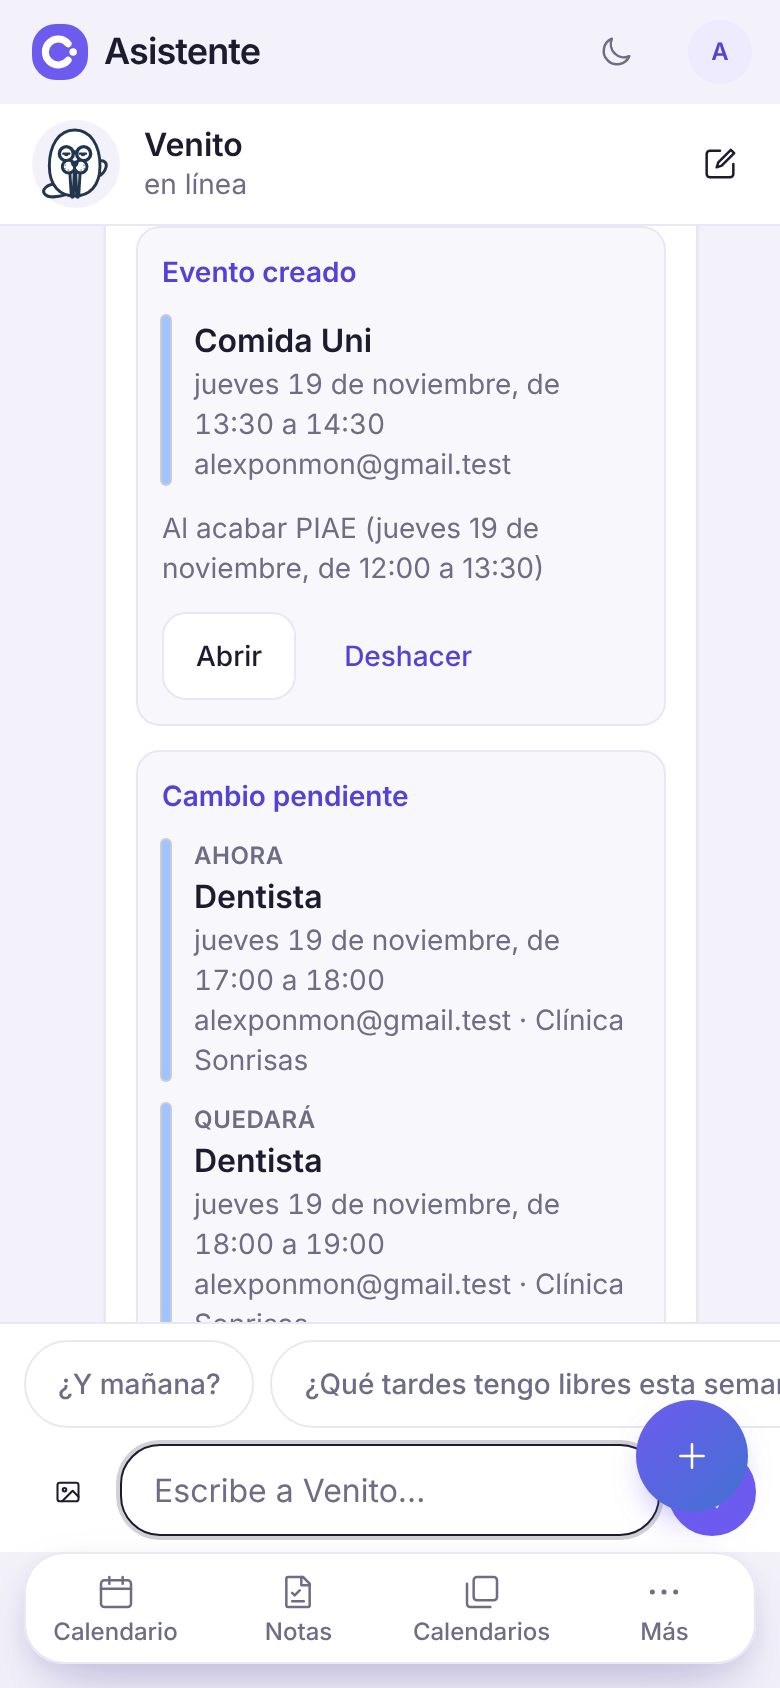 Asistente
A
Venito
en línea
Evento creado
Comida Uni
jueves 19 de noviembre, de
13:30 a 14:30
alexponmon@gmail.test
Al acabar PIAE (jueves 19 de
noviembre, de 12:00 a 13:30)
Abrir
Deshacer
Cambio pendiente
AHORA
Dentista
jueves 19 de noviembre, de
17:00 a 18:00
alexponmon@gmail.test · Clínica
Sonrisas
QUEDARÁ
Dentista
jueves 19 de noviembre, de
18:00 a 19:00
alexponmon@gmail.test · Clínica
Sonrisas
¿Y mañana?
¿Qué tardes tengo libres esta seman
Escribe a Venito...
Calendario
Notas
Calendarios
Más